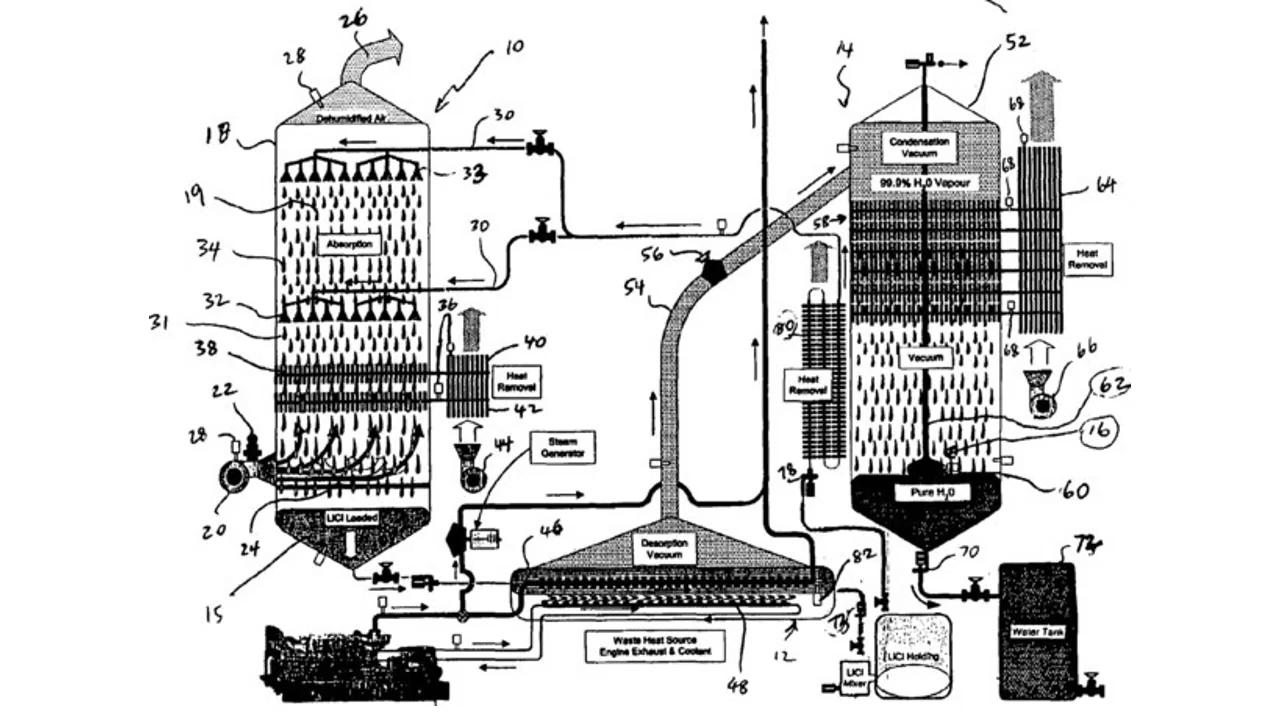 26
28
10
Dehumidified Air
18
30
33
19
Absorption
34
30
32
31
36
38
40
Heat
Removal
42
22
28
44
Steam
Generator
20
24
LiCl Loaded
15
46
14
52
Condensation
Vacuum
99.9% H2O Vapour
68
68
64
58
Heat
Removal
56
54
80
Heat
Removal
Vacuum
68
66
62
16
78
Pure H2O
60
Desorption
Vacuum
82
70
Water Tank
Waste Heat Source
Engine Exhaust & Coolant
12
48
LiCl Holding
LiCl
Mixer